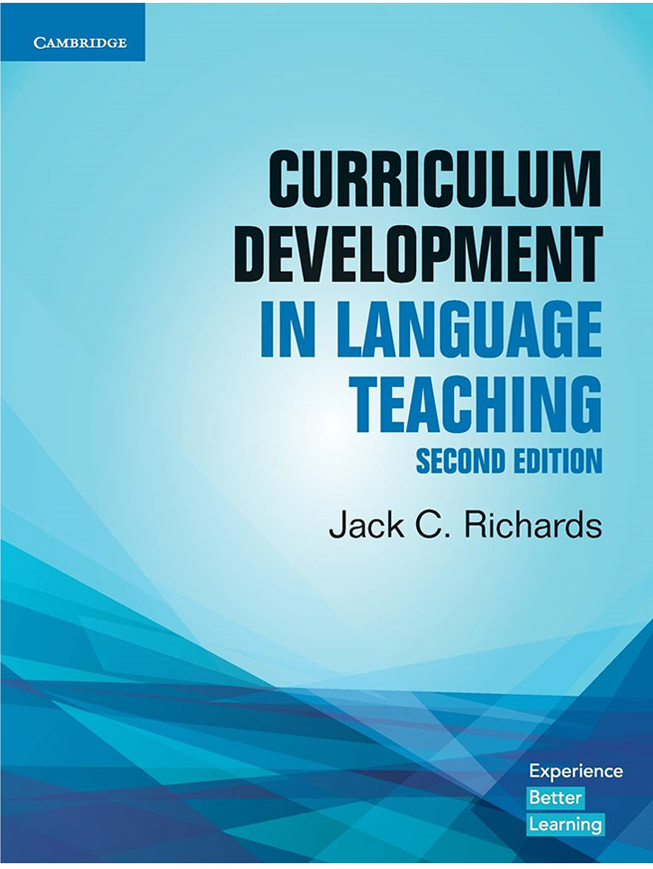 CAMBRIDGE
CURRICULUM
DEVELOPMENT
IN LANGUAGE
TEACHING
SECOND EDITION
Jack C. Richards
Experience
Better
Learning